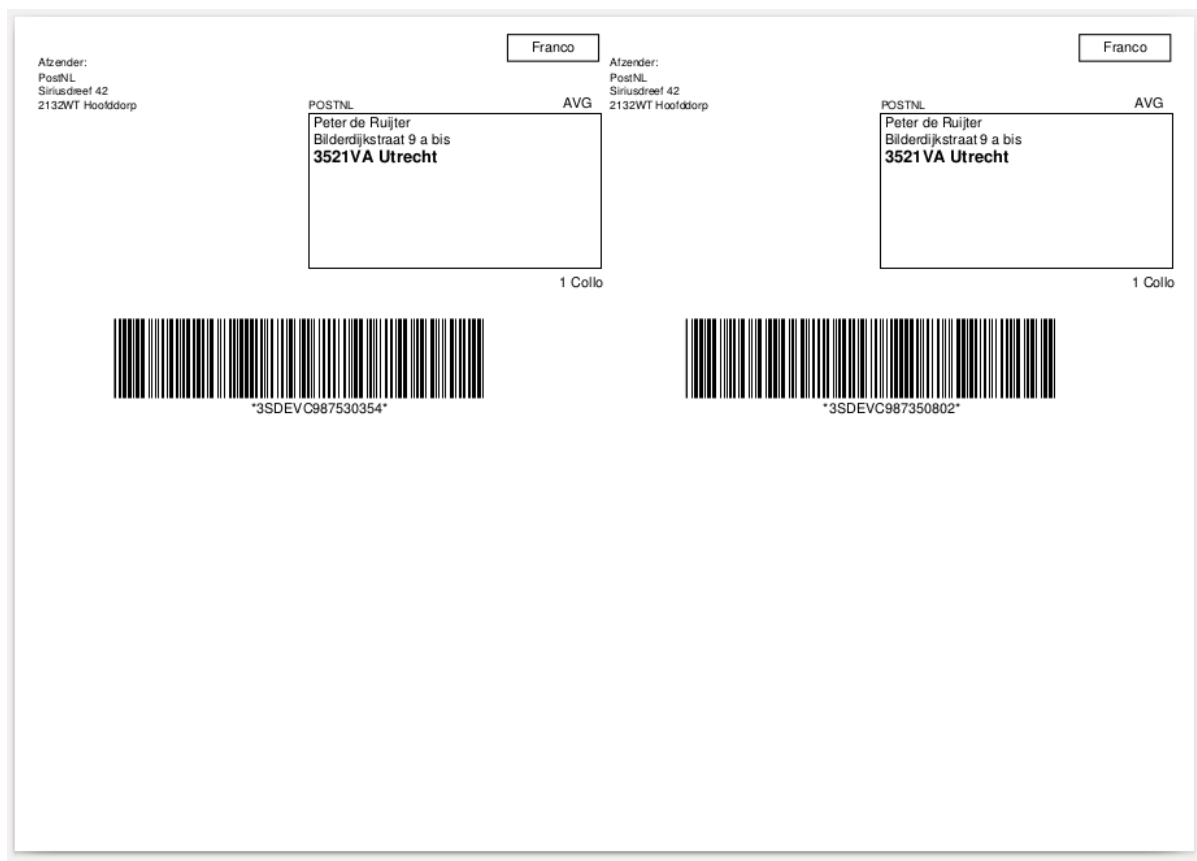 Franco
Afzender:
PostNL
Siriusdreef 42
2132WT Hoofddorp
POSTNL AVG
Peter de Ruijter
Bilderdijkstraat 9 a bis
3521VA Utrecht
1 Collo
*3SDEVC987530354*
Franco
Afzender:
PostNL
Siriusdreef 42
2132WT Hoofddorp
POSTNL AVG
Peter de Ruijter
Bilderdijkstraat 9 a bis
3521VA Utrecht
1 Collo
*3SDEVC987350802*